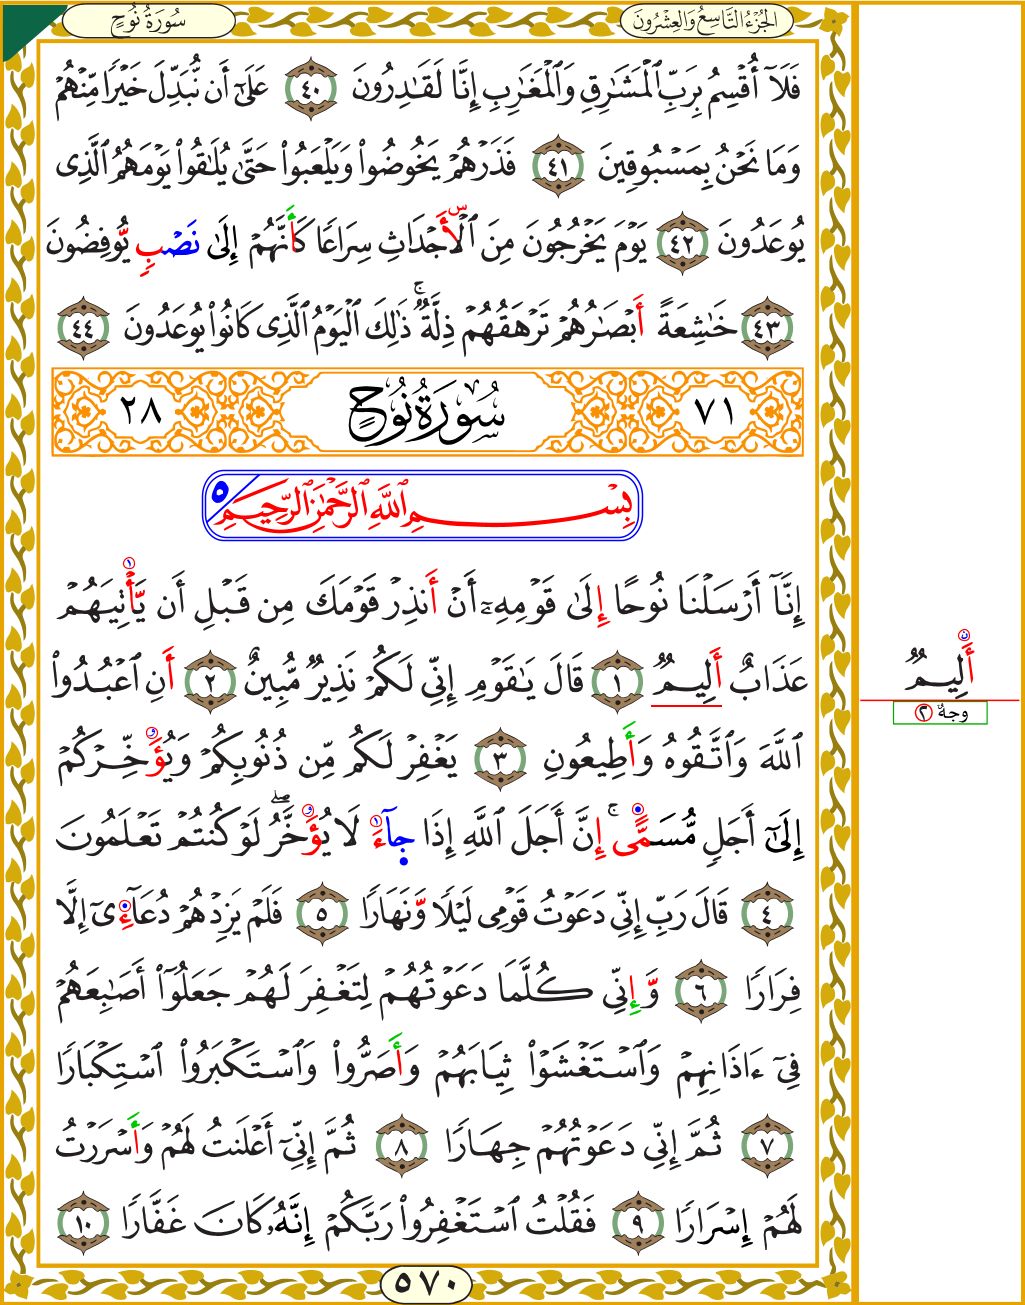 الجُزْءُ التَّاسِعُ وَالعِشْرُونَ
سُورَةُ نُوحٍ
فَلَآ أُقْسِمُ بِرَبِّ ٱلْمَشَٰرِقِ وَٱلْمَغَٰرِبِ إِنَّا لَقَٰدِرُونَ ٤٠ عَلَىٰٓ أَن نُّبَدِّلَ خَيْرًا مِّنْهُمْ
وَمَا نَحْنُ بِمَسْبُوقِينَ ٤١ فَذَرْهُمْ يَخُوضُوا۟ وَيَلْعَبُوا۟ حَتَّىٰ يُلَٰقُوا۟ يَوْمَهُمُ ٱلَّذِى
يُوعَدُونَ ٤٢ يَوْمَ يَخْرُجُونَ مِنَ ٱلْأَجْدَاثِ سِرَاعًا كَأَنَّهُمْ إِلَىٰ نَصْبٍ يُوفِضُونَ
٤٣ خَٰشِعَةً أَبْصَٰرُهُمْ تَرْهَقُهُمْ ذِلَّةٌ ۚ ذَٰلِكَ ٱلْيَوْمُ ٱلَّذِى كَانُوا۟ يُوعَدُونَ ٤٤
٧١ سُورَةُ نُوحٍ ٢٨
بِسْمِ ٱللَّهِ ٱلرَّحْمَٰنِ ٱلرَّحِيمِ ٥
إِنَّآ أَرْسَلْنَا نُوحًا إِلَىٰ قَوْمِهِۦٓ أَنْ أَنذِرْ قَوْمَكَ مِن قَبْلِ أَن يَأْتِيَهُمْ
عَذَابٌ أَلِيمٌ ١ قَالَ يَٰقَوْمِ إِنِّى لَكُمْ نَذِيرٌ مُّبِينٌ ٢ أَنِ ٱعْبُدُوا۟
ٱللَّهَ وَٱتَّقُوهُ وَأَطِيعُونِ ٣ يَغْفِرْ لَكُم مِّن ذُنُوبِكُمْ وَيُؤَخِّرْكُمْ
إِلَىٰٓ أَجَلٍ مُّسَمًّى ۚ إِنَّ أَجَلَ ٱللَّهِ إِذَا جَآءَ لَا يُؤَخَّرُ ۖ لَوْ كُنتُمْ تَعْلَمُونَ
٤ قَالَ رَبِّ إِنِّى دَعَوْتُ قَوْمِى لَيْلًا وَنَهَارًا ٥ فَلَمْ يَزِدْهُمْ دُعَآءِىٓ إِلَّا
فِرَارًا ٦ وَإِنِّى كُلَّمَا دَعَوْتُهُمْ لِتَغْفِرَ لَهُمْ جَعَلُوٓا۟ أَصَٰبِعَهُمْ
فِىٓ ءَاذَانِهِمْ وَٱسْتَغْشَوْا۟ ثِيَابَهُمْ وَأَصَرُّوا۟ وَٱسْتَكْبَرُوا۟ ٱسْتِكْبَارًا
٧ ثُمَّ إِنِّى دَعَوْتُهُمْ جِهَارًا ٨ ثُمَّ إِنِّىٓ أَعْلَنتُ لَهُمْ وَأَسْرَرْتُ
لَهُمْ إِسْرَارًا ٩ فَقُلْتُ ٱسْتَغْفِرُوا۟ رَبَّكُمْ إِنَّهُۥ كَانَ غَفَّارًا ١٠
٥٧٠
أَلِيمٌ
وجهُ ٢